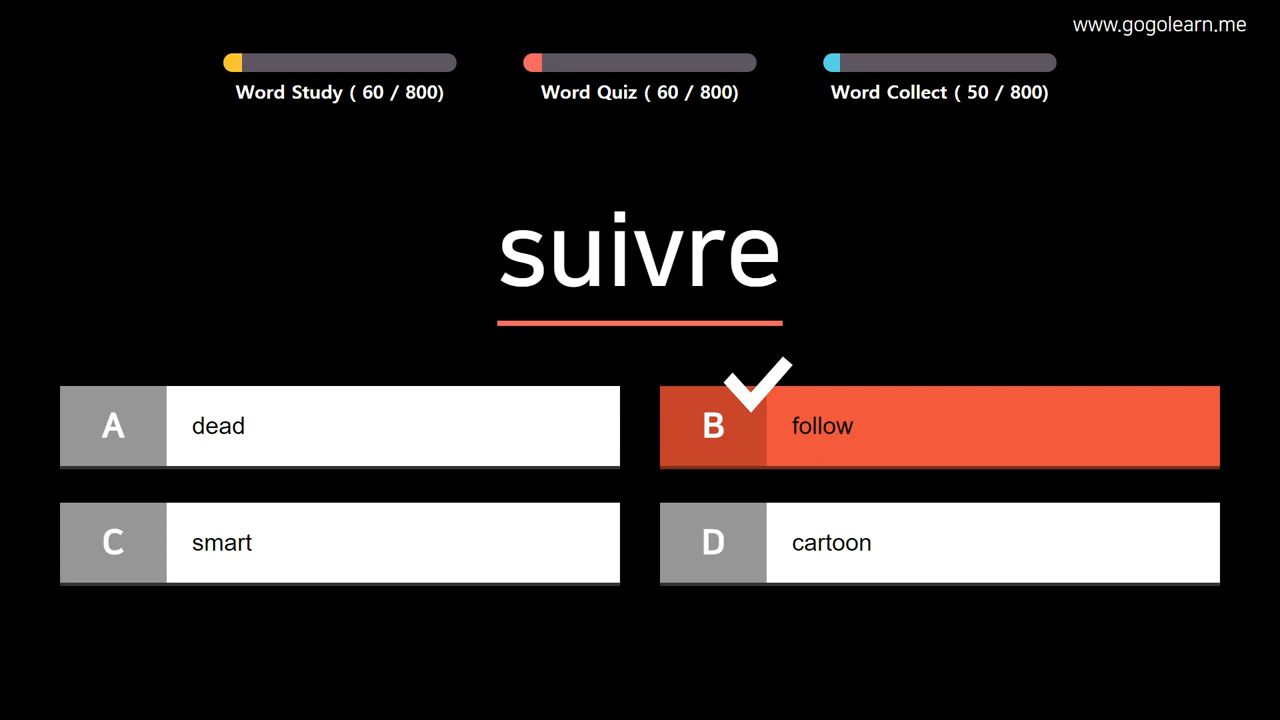 www.gogolearn.me
Word Study ( 60 / 800)
Word Quiz ( 60 / 800)
Word Collect ( 50 / 800)
suivre
A dead
B follow
C smart
D cartoon